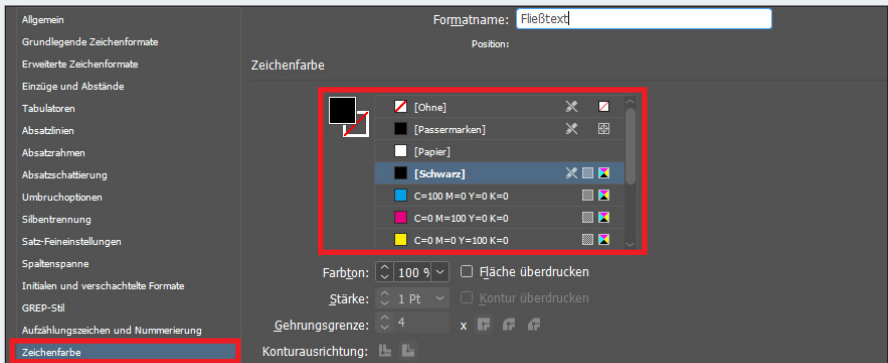 Allgemein
Grundlegende Zeichenformate
Erweiterte Zeichenformate
Einzüge und Abstände
Tabulatoren
Absatzlinien
Absatzrahmen
Absatzschattierung
Umbruchoptionen
Silbentrennung
Satz-Feineinstellungen
Spaltenspanne
Initialen und verschachtelte Formate
GREP-Stil
Aufzählungszeichen und Nummerierung
Zeichenfarbe
Formatname: Fließtext
Position:
Zeichenfarbe
[Ohne]
[Passermarken]
[Papier]
[Schwarz]
C=100 M=0 Y=0 K=0
C=0 M=100 Y=0 K=0
C=0 M=0 Y=100 K=0
Farbton: 100 % Fläche überdrucken
Stärke: 1 Pt Kontur überdrucken
Gehrungsgrenze: 4 x
Konturausrichtung: